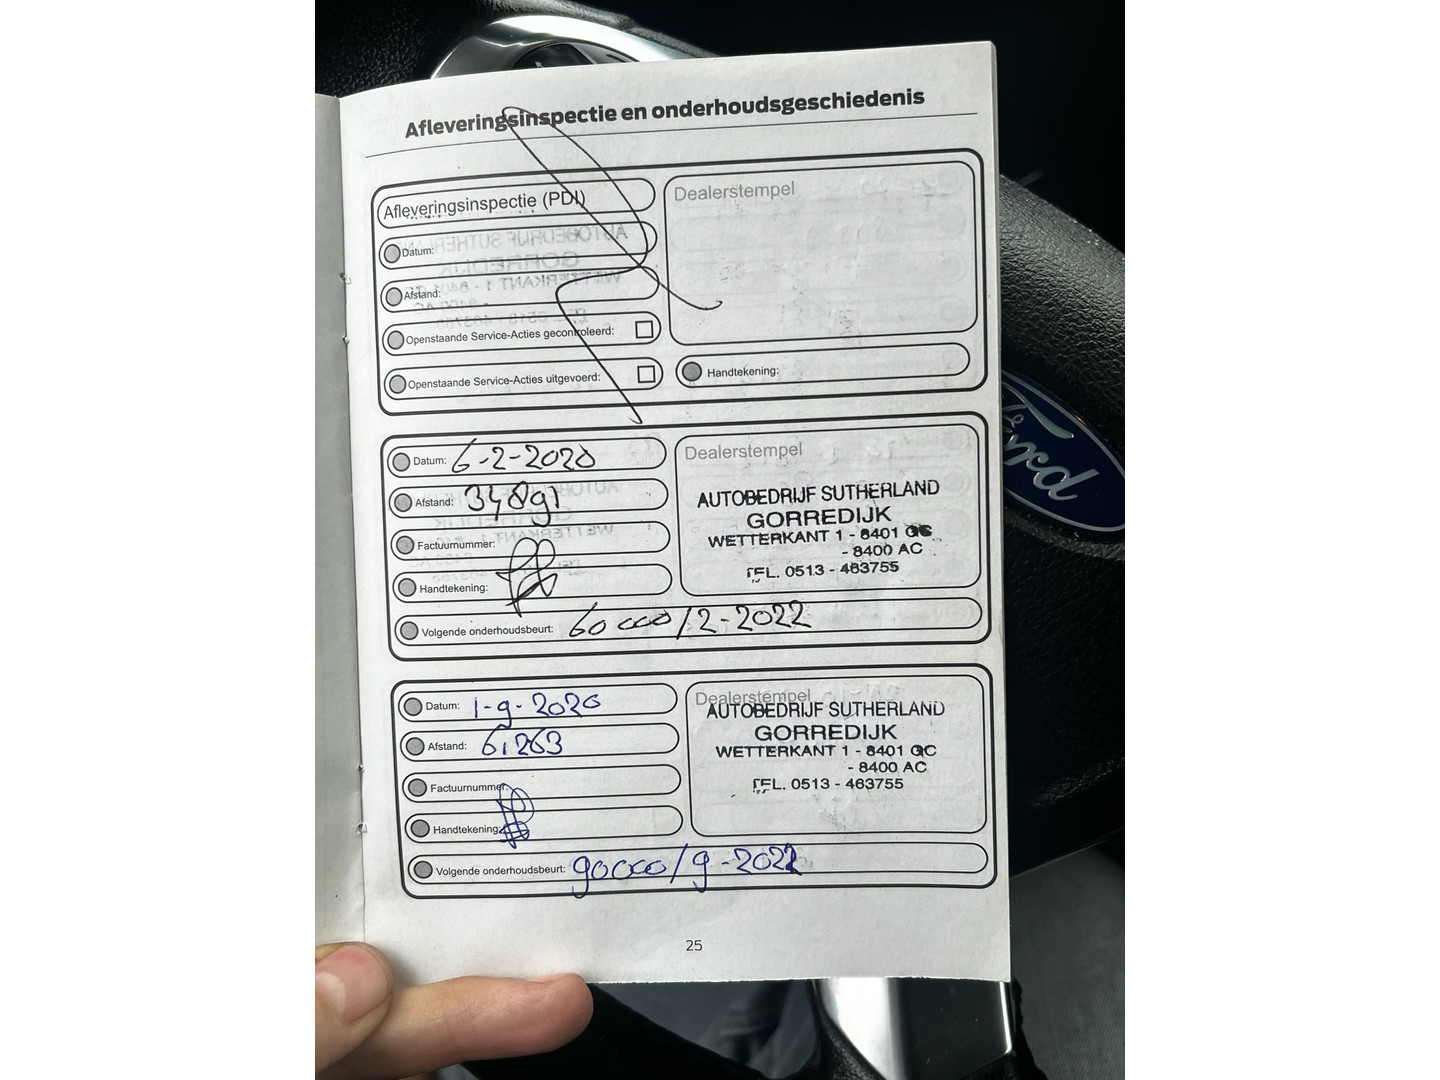 Afleveringsinspectie en onderhoudsgeschiedenis
Afleveringsinspectie (PDI)
Dealerstempel
Datum:
Afstand:
Openstaande Service-Acties gecontroleerd:
Openstaande Service-Acties uitgevoerd:
Handtekening:
Datum: 6-2-2020
Afstand: 34891
Factuurnummer:
Handtekening:
Volgende onderhoudsbeurt: 60000/2-2022
Dealerstempel
AUTOBEDRIJF SUTHERLAND
GORREDIJK
WETTERKANT 1 - 8401 GC
- 8400 AC
TEL. 0513 - 463755
Datum: 1-9-2020
Afstand: 61263
Factuurnummer:
Handtekening:
Volgende onderhoudsbeurt: 90000/9-2022
Dealerstempel
AUTOBEDRIJF SUTHERLAND
GORREDIJK
WETTERKANT 1 - 8401 GC
- 8400 AC
TEL. 0513 - 463755
25
Ford